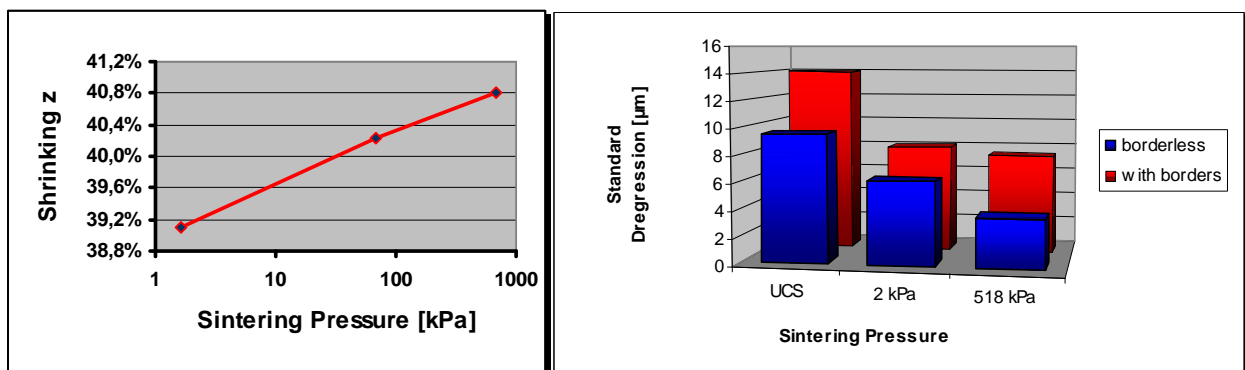 41,2%
40,8%
40,4%
40,0%
39,6%
39,2%
38,8%
Shrinking z
1 10 100 1000
Sintering Pressure [kPa]
16
14
12
10
8
6
4
2
0
Standard
Dregression [µm]
UCS 2 kPa 518 kPa
Sintering Pressure
borderless
with borders